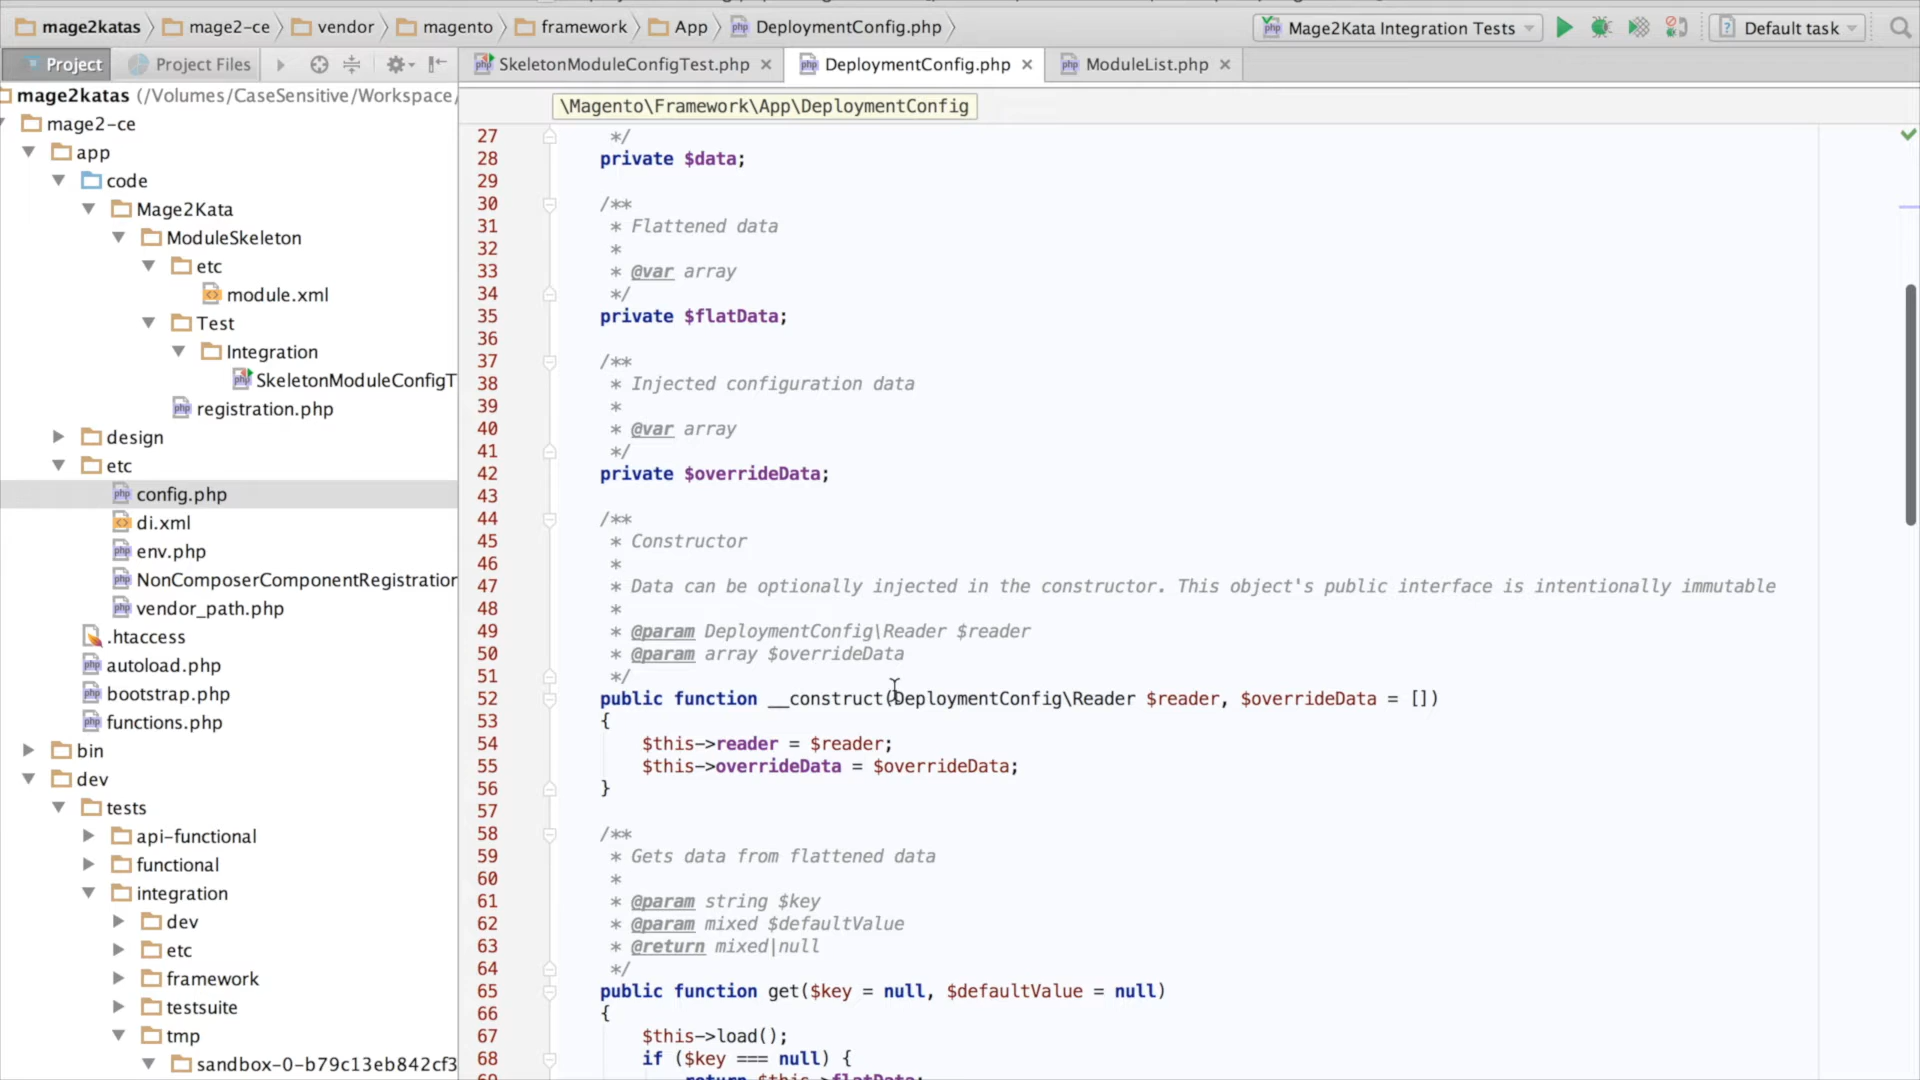 mage2katas mage2-ce vendor magento framework App DeploymentConfig.php Mage2Kata Integration Tests Default task
Project Project Files SkeletonModuleConfigTest.php DeploymentConfig.php ModuleList.php
mage2katas (/Volumes/CaseSensitive/Workspace/
mage2-ce
app
code
Mage2Kata
ModuleSkeleton
etc
module.xml
Test
Integration
SkeletonModuleConfigT
registration.php
design
etc
config.php
di.xml
env.php
NonComposerComponentRegistration
vendor_path.php
.htaccess
autoload.php
bootstrap.php
functions.php
bin
dev
tests
api-functional
functional
integration
dev
etc
framework
testsuite
tmp
sandbox-0-b79c13eb842cf3
\Magento\Framework\App\DeploymentConfig
27 */
28 private $data;
29
30 /**
31 * Flattened data
32 *
33 * @var array
34 */
35 private $flatData;
36
37 /**
38 * Injected configuration data
39 *
40 * @var array
41 */
42 private $overrideData;
43
44 /**
45 * Constructor
46 *
47 * Data can be optionally injected in the constructor. This object's public interface is intentionally immutable
48 *
49 * @param DeploymentConfig\Reader $reader
50 * @param array $overrideData
51 */
52 public function __construct(DeploymentConfig\Reader $reader, $overrideData = [])
53 {
54 $this->reader = $reader;
55 $this->overrideData = $overrideData;
56 }
57
58 /**
59 * Gets data from flattened data
60 *
61 * @param string $key
62 * @param mixed $defaultValue
63 * @return mixed|null
64 */
65 public function get($key = null, $defaultValue = null)
66 {
67 $this->load();
68 if ($key === null) {
69 return $this->flatData;